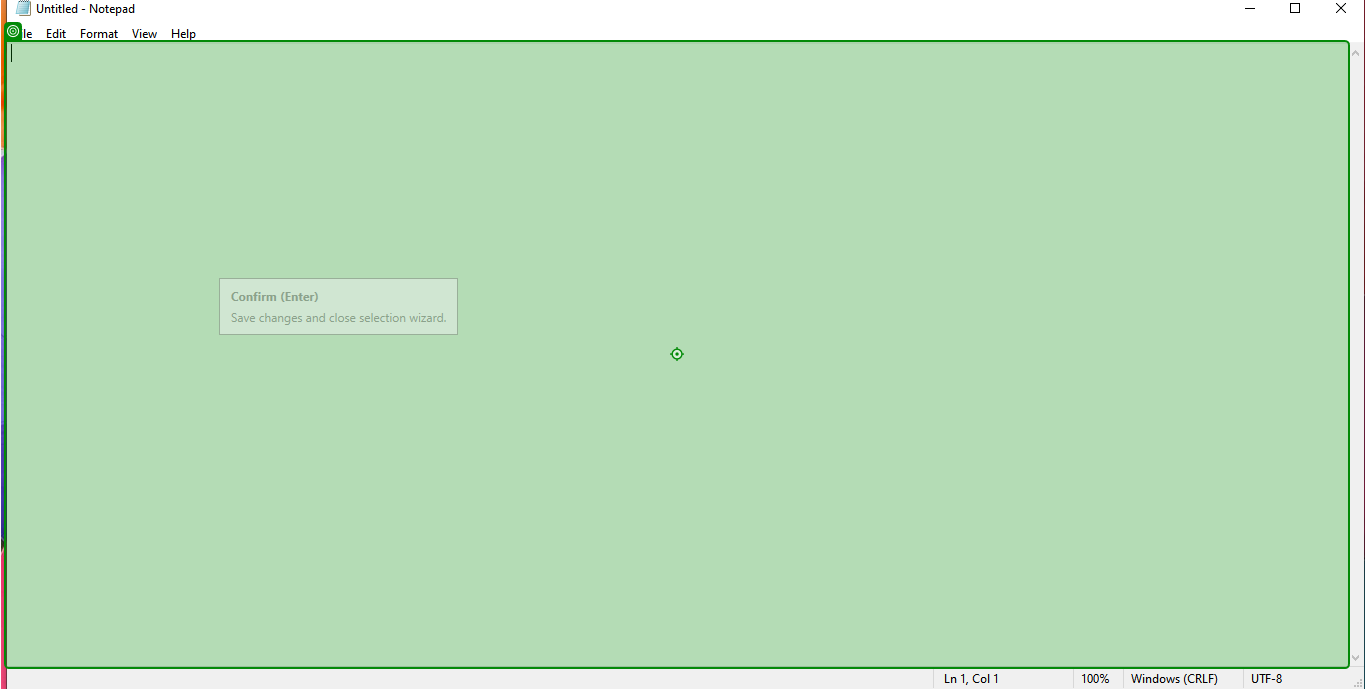 Untitled - Notepad
le Edit Format View Help
Confirm (Enter)
Save changes and close selection wizard.
Ln 1, Col 1 100% Windows (CRLF) UTF-8